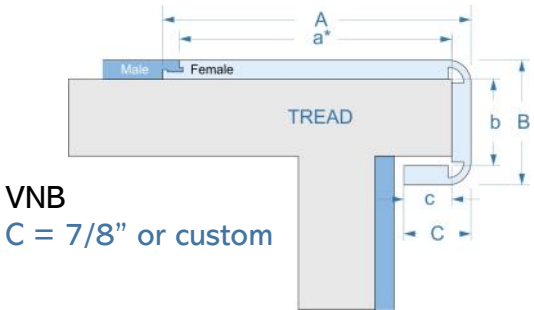 A
a*
Male
Female
TREAD
b
B
c
C
VNB
C = 7/8” or custom